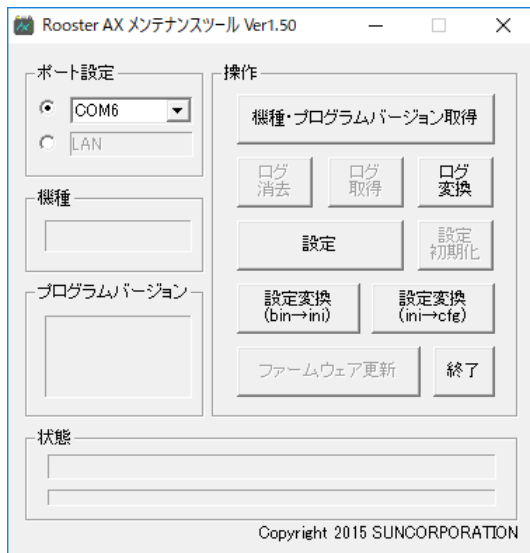 Rooster AX メンテナンスツール Ver1.50
ポート設定
COM6
LAN
機種
プログラムバージョン
操作
機種・プログラムバージョン取得
ログ
消去
ログ
取得
ログ
変換
設定
設定
初期化
設定変換
(bin→ini)
設定変換
(ini→cfg)
ファームウェア更新
終了
状態
Copyright 2015 SUNCORPORATION